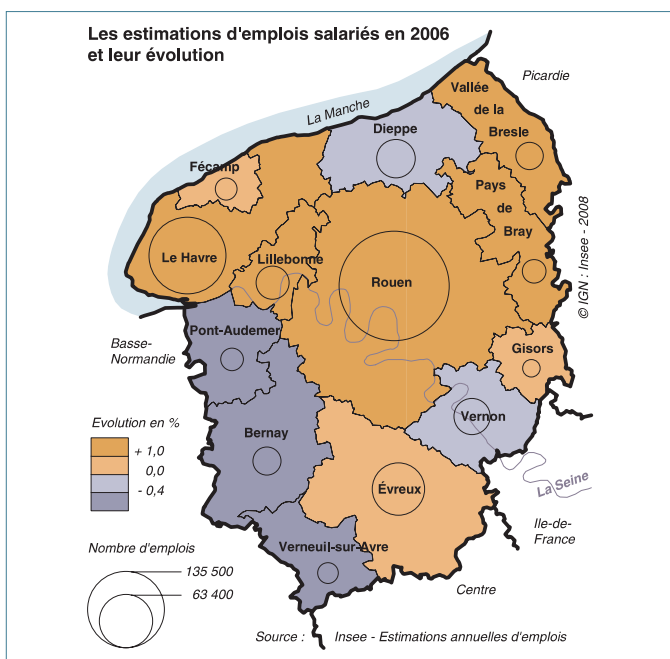 Les estimations d'emplois salariés en 2006
et leur évolution
Picardie
La Manche
Vallée
de la
Bresle
Dieppe
Fécamp
Pays
de
Bray
Le Havre
Lillebonne
Rouen
© IGN : Insee - 2008
Basse-
Normandie
Pont-Audemer
Gisors
Vernon
Bernay
Évreux
La Seine
Ile-de-
France
Verneuil-sur-Avre
Centre
Evolution en %
+ 1,0
0,0
- 0,4
Nombre d'emplois
135 500
63 400
Source : Insee - Estimations annuelles d'emplois